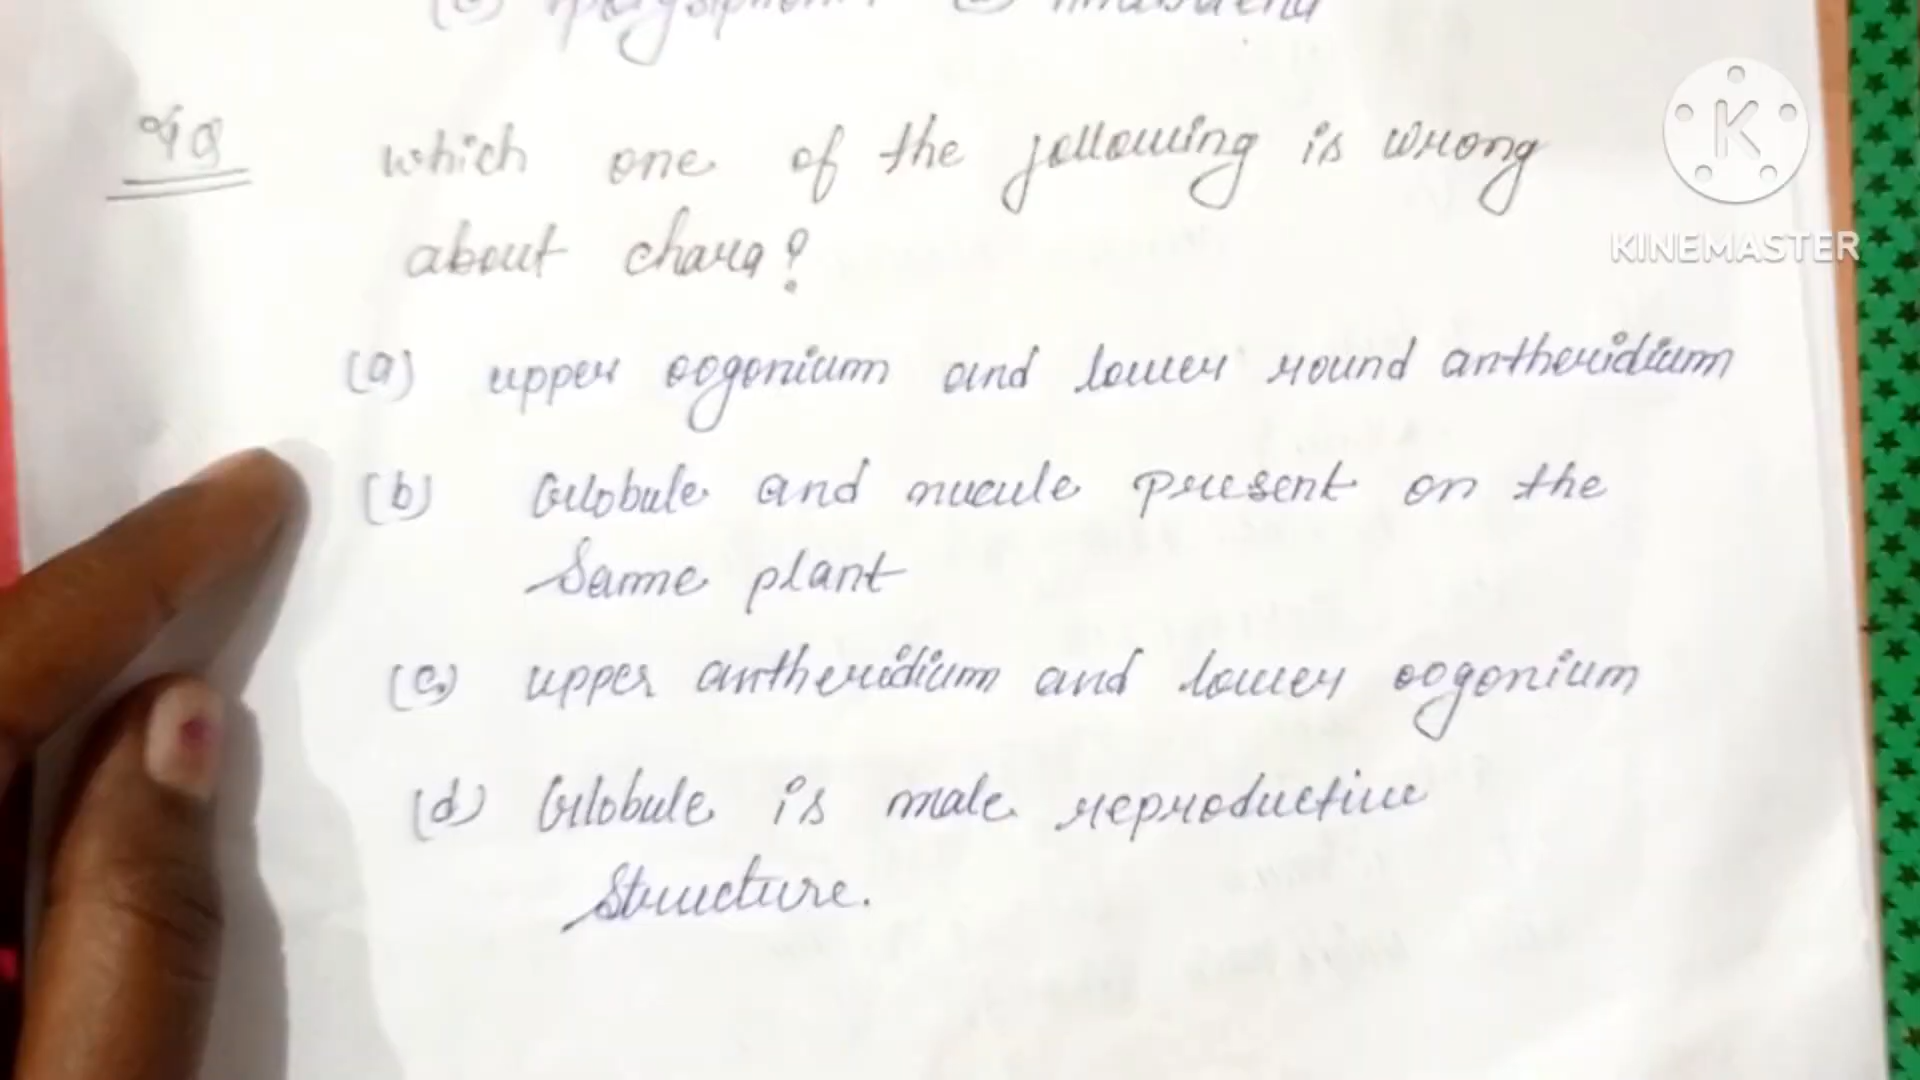 which one of the following is wrong
about chara?
(a) upper oogonium and lower round antheridium
(b) Globule and nucule present on the
Same plant
(c) upper antheridium and lower oogonium
(d) Globule is male reproductive
Structure.
K
KINEMASTER